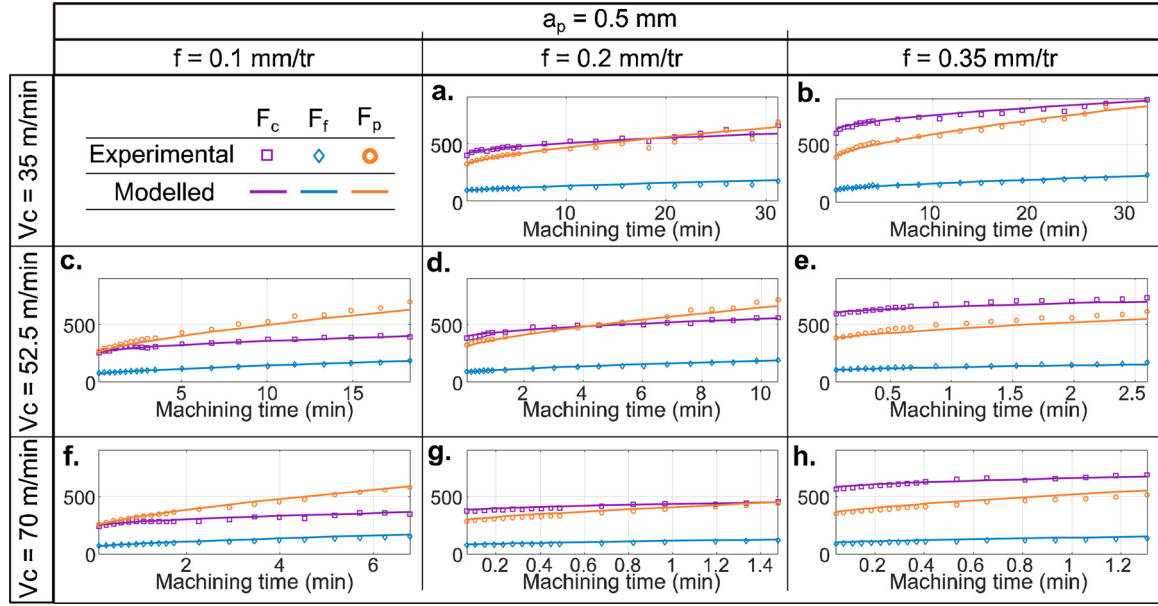 a_p = 0.5 mm
f = 0.1 mm/tr
f = 0.2 mm/tr
f = 0.35 mm/tr
Vc = 35 m/min
F_c F_f F_p
Experimental
Modelled
a.
500
0
10 20 30
Machining time (min)
b.
500
0
10 20 30
Machining time (min)
Vc = 52.5 m/min
c.
500
0
5 10 15
Machining time (min)
d.
500
0
2 4 6 8 10
Machining time (min)
e.
500
0
0.5 1 1.5 2 2.5
Machining time (min)
Vc = 70 m/min
f.
500
0
2 4 6
Machining time (min)
g.
500
0
0.2 0.4 0.6 0.8 1 1.2 1.4
Machining time (min)
h.
500
0
0.2 0.4 0.6 0.8 1 1.2
Machining time (min)